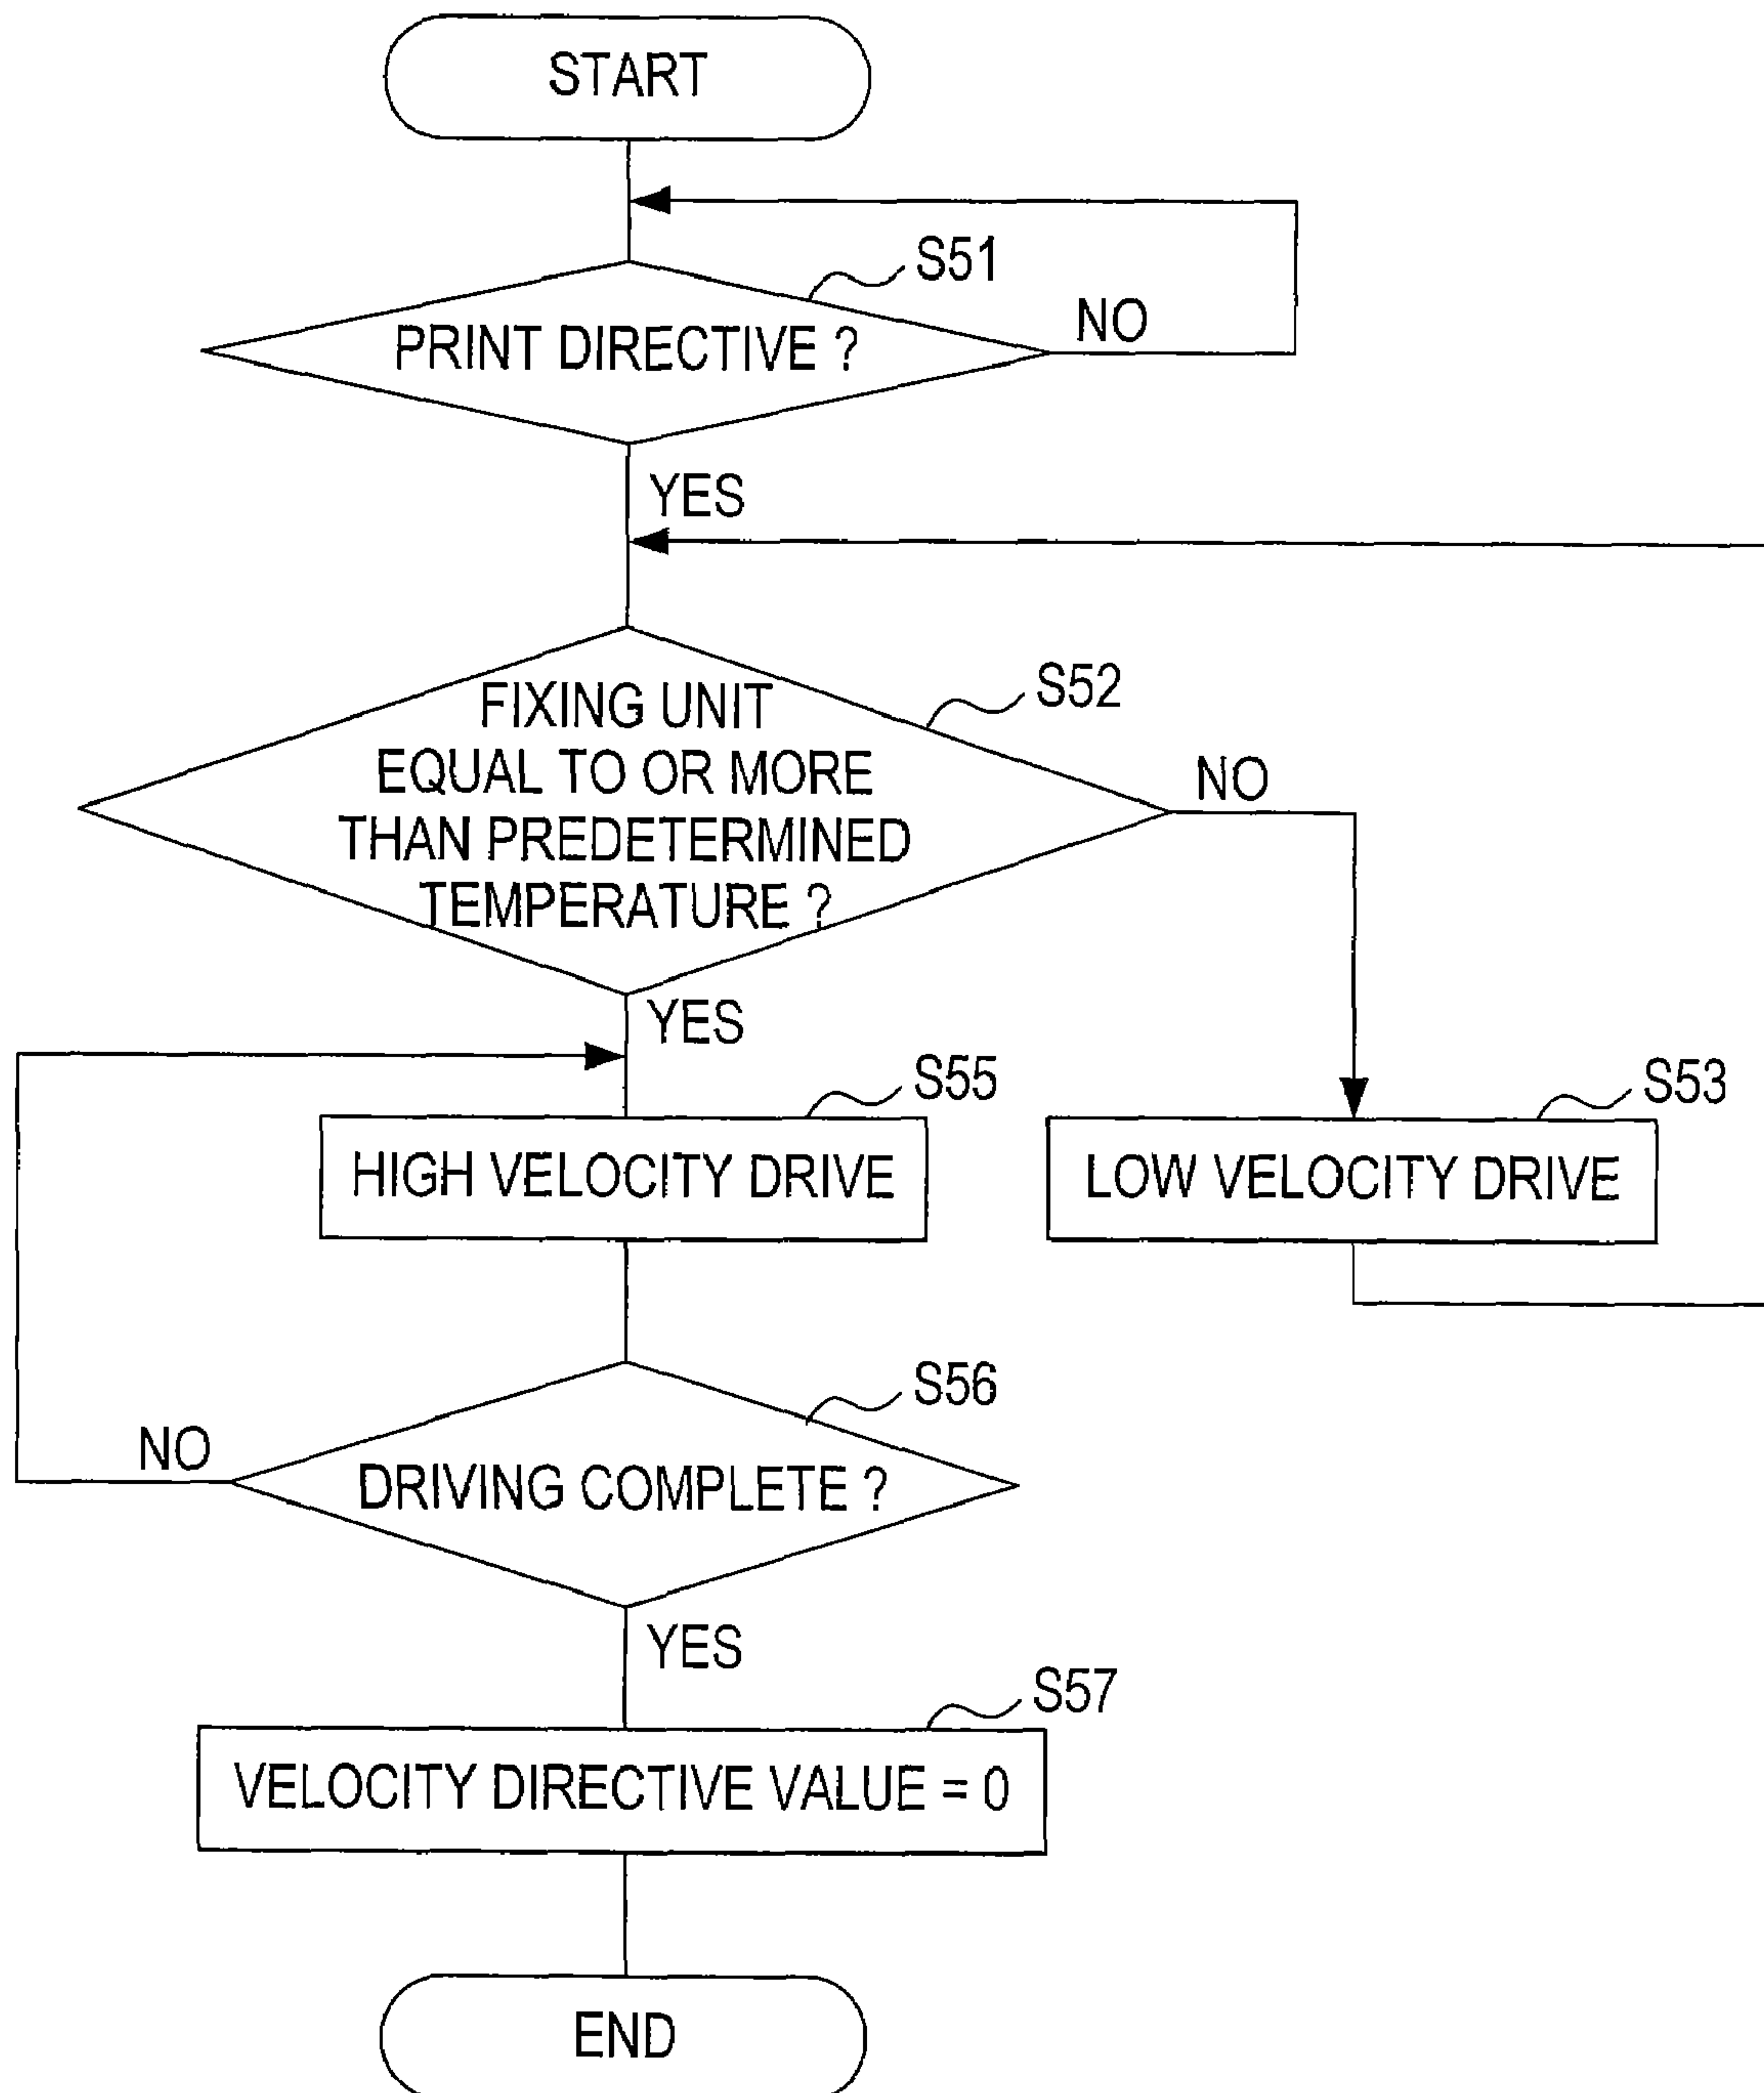 START
S51
PRINT DIRECTIVE ?
NO
YES
S52
FIXING UNIT
EQUAL TO OR MORE
THAN PREDETERMINED
TEMPERATURE ?
NO
YES
S55
S53
HIGH VELOCITY DRIVE
LOW VELOCITY DRIVE
S56
NO
DRIVING COMPLETE ?
YES
S57
VELOCITY DIRECTIVE VALUE = 0
END